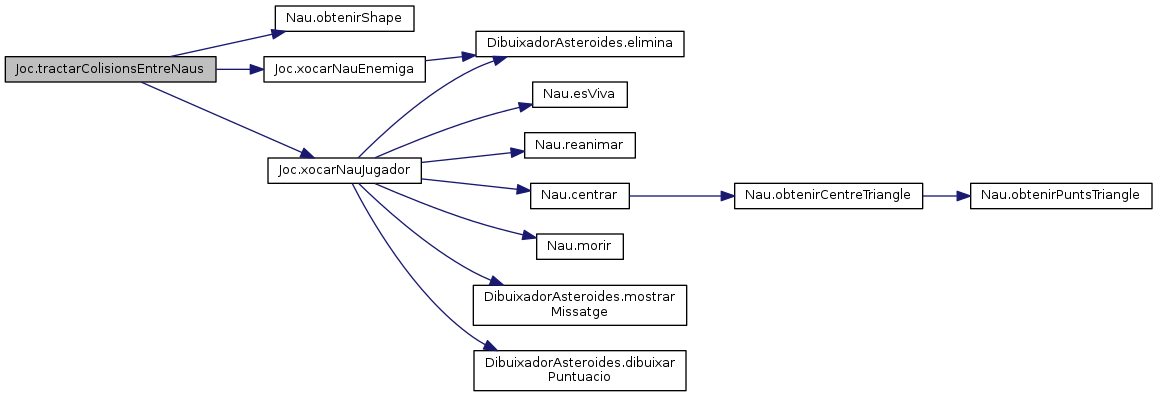 Joc.tractarColisionsEntreNaus
Nau.obtenirShape
Joc.xocarNauEnemiga
Joc.xocarNauJugador
DibuixadorAsteroides.elimina
Nau.esViva
Nau.reanimar
Nau.centrar
Nau.obtenirCentreTriangle
Nau.obtenirPuntsTriangle
Nau.morir
DibuixadorAsteroides.mostrar
Missatge
DibuixadorAsteroides.dibuixar
Puntuacio